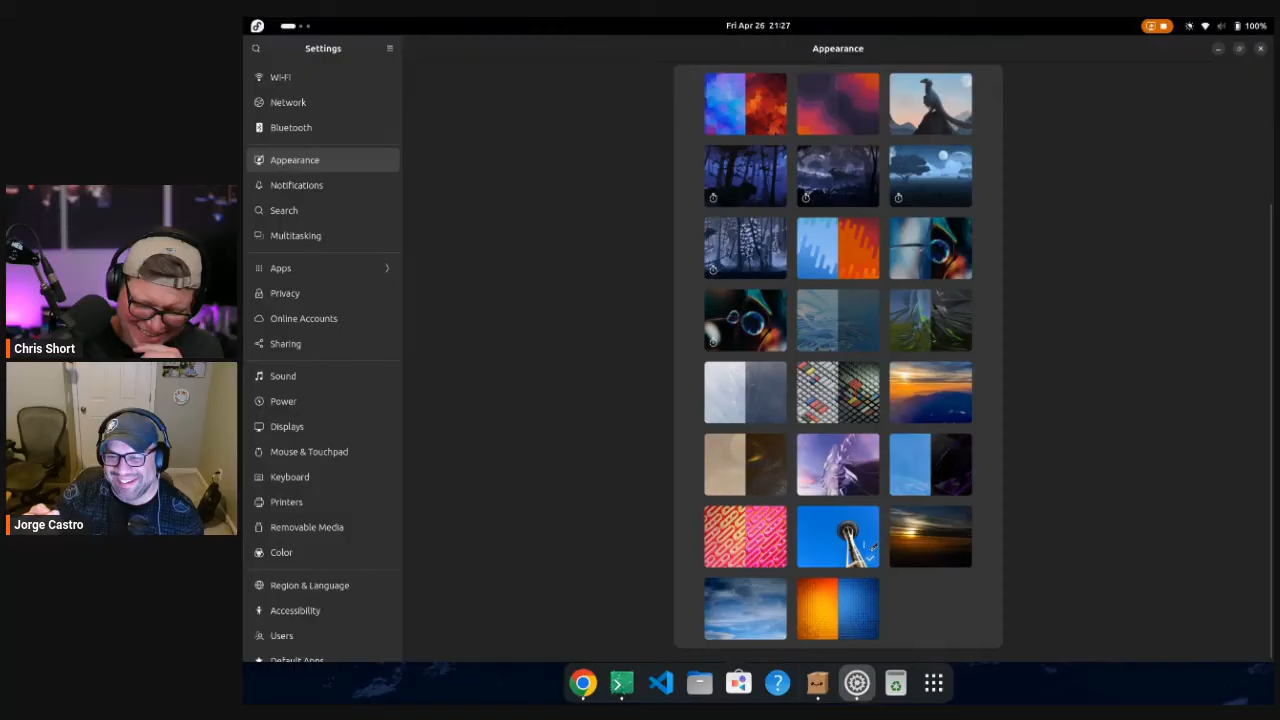 Fri Apr 26 21:27
100%
Settings
Appearance
Wi-Fi
Network
Bluetooth
Appearance
Notifications
Search
Multitasking
Apps
Privacy
Online Accounts
Sharing
Sound
Power
Displays
Mouse & Touchpad
Keyboard
Printers
Removable Media
Color
Region & Language
Accessibility
Users
Default Apps
Chris Short
Jorge Castro